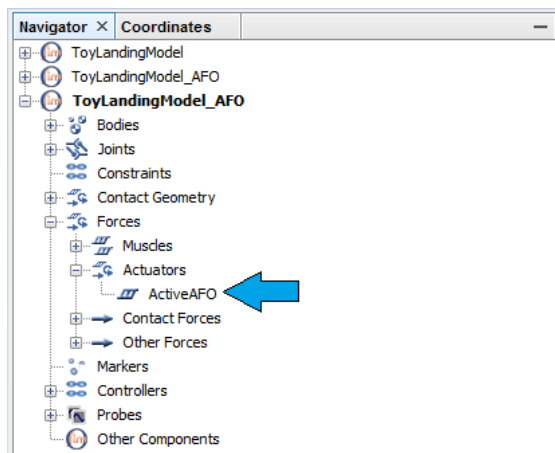 Navigator × Coordinates
ToyLandingModel
ToyLandingModel_AFO
ToyLandingModel_AFO
Bodies
Joints
Constraints
Contact Geometry
Forces
Muscles
Actuators
ActiveAFO
Contact Forces
Other Forces
Markers
Controllers
Probes
Other Components